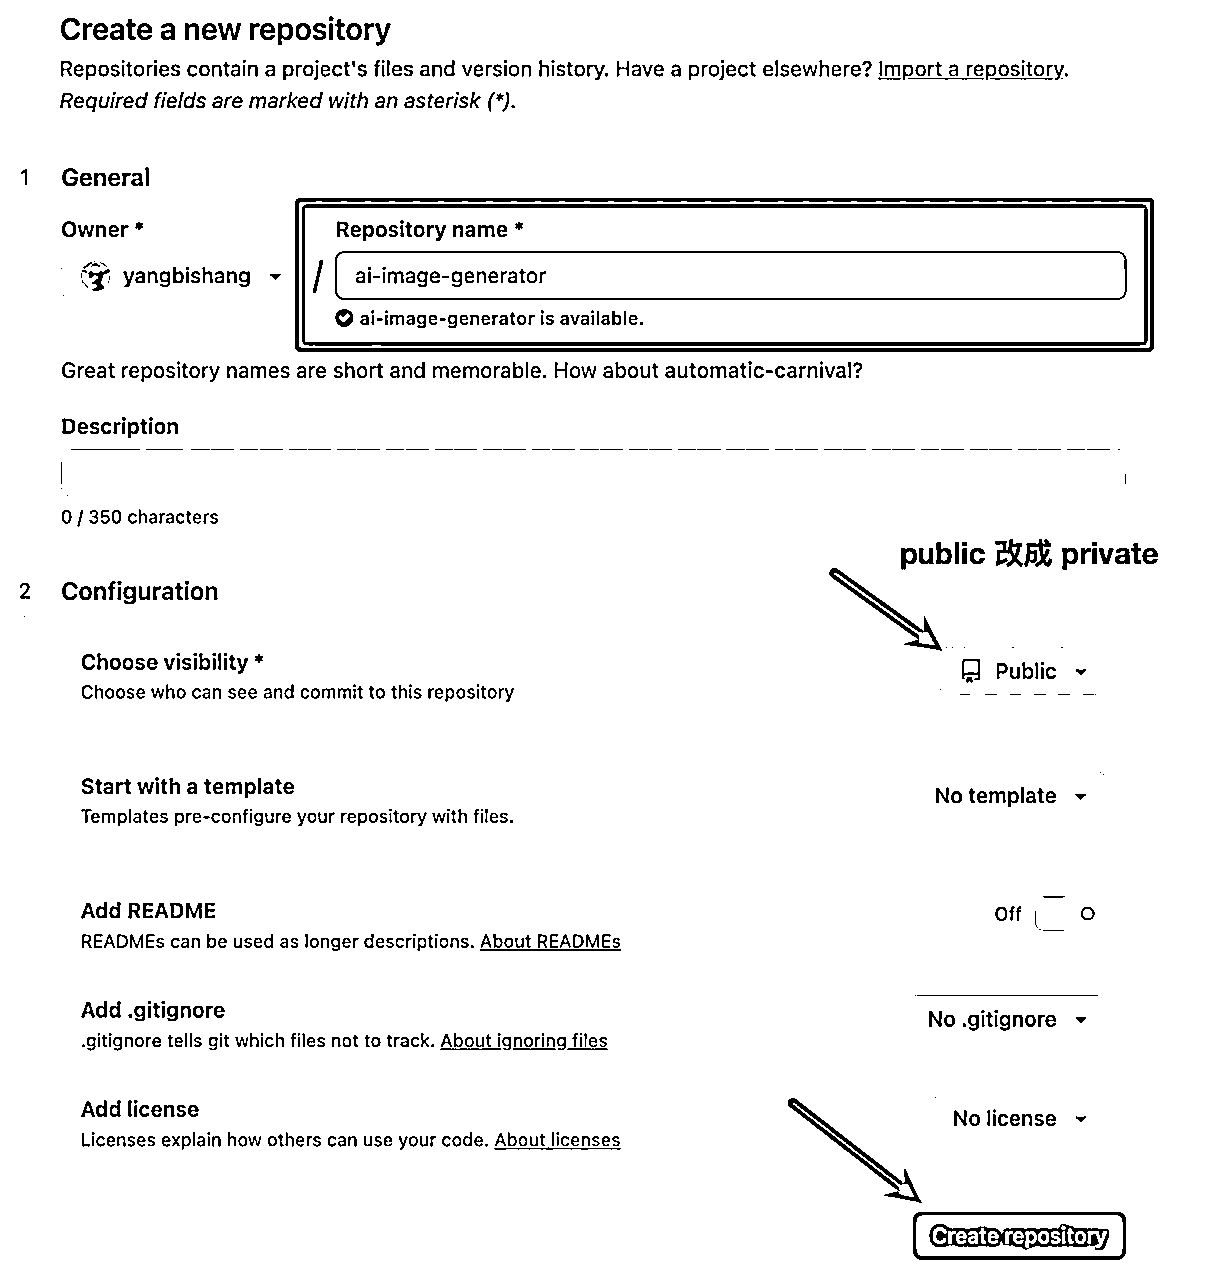 Create a new repository
Repositories contain a project's files and version history. Have a project elsewhere? Import a repository.
Required fields are marked with an asterisk (*).
1 General
Owner *
Repository name *
yangbishang
/
ai-image-generator
ai-image-generator is available.
Great repository names are short and memorable. How about automatic-carnival?
Description
0 / 350 characters
public 改成 private
2 Configuration
Choose visibility *
Choose who can see and commit to this repository
Public
Start with a template
Templates pre-configure your repository with files.
No template
Add README
READMEs can be used as longer descriptions. About READMEs
Off
Add .gitignore
.gitignore tells git which files not to track. About ignoring files
No .gitignore
Add license
Licenses explain how others can use your code. About licenses
No license
Create repository